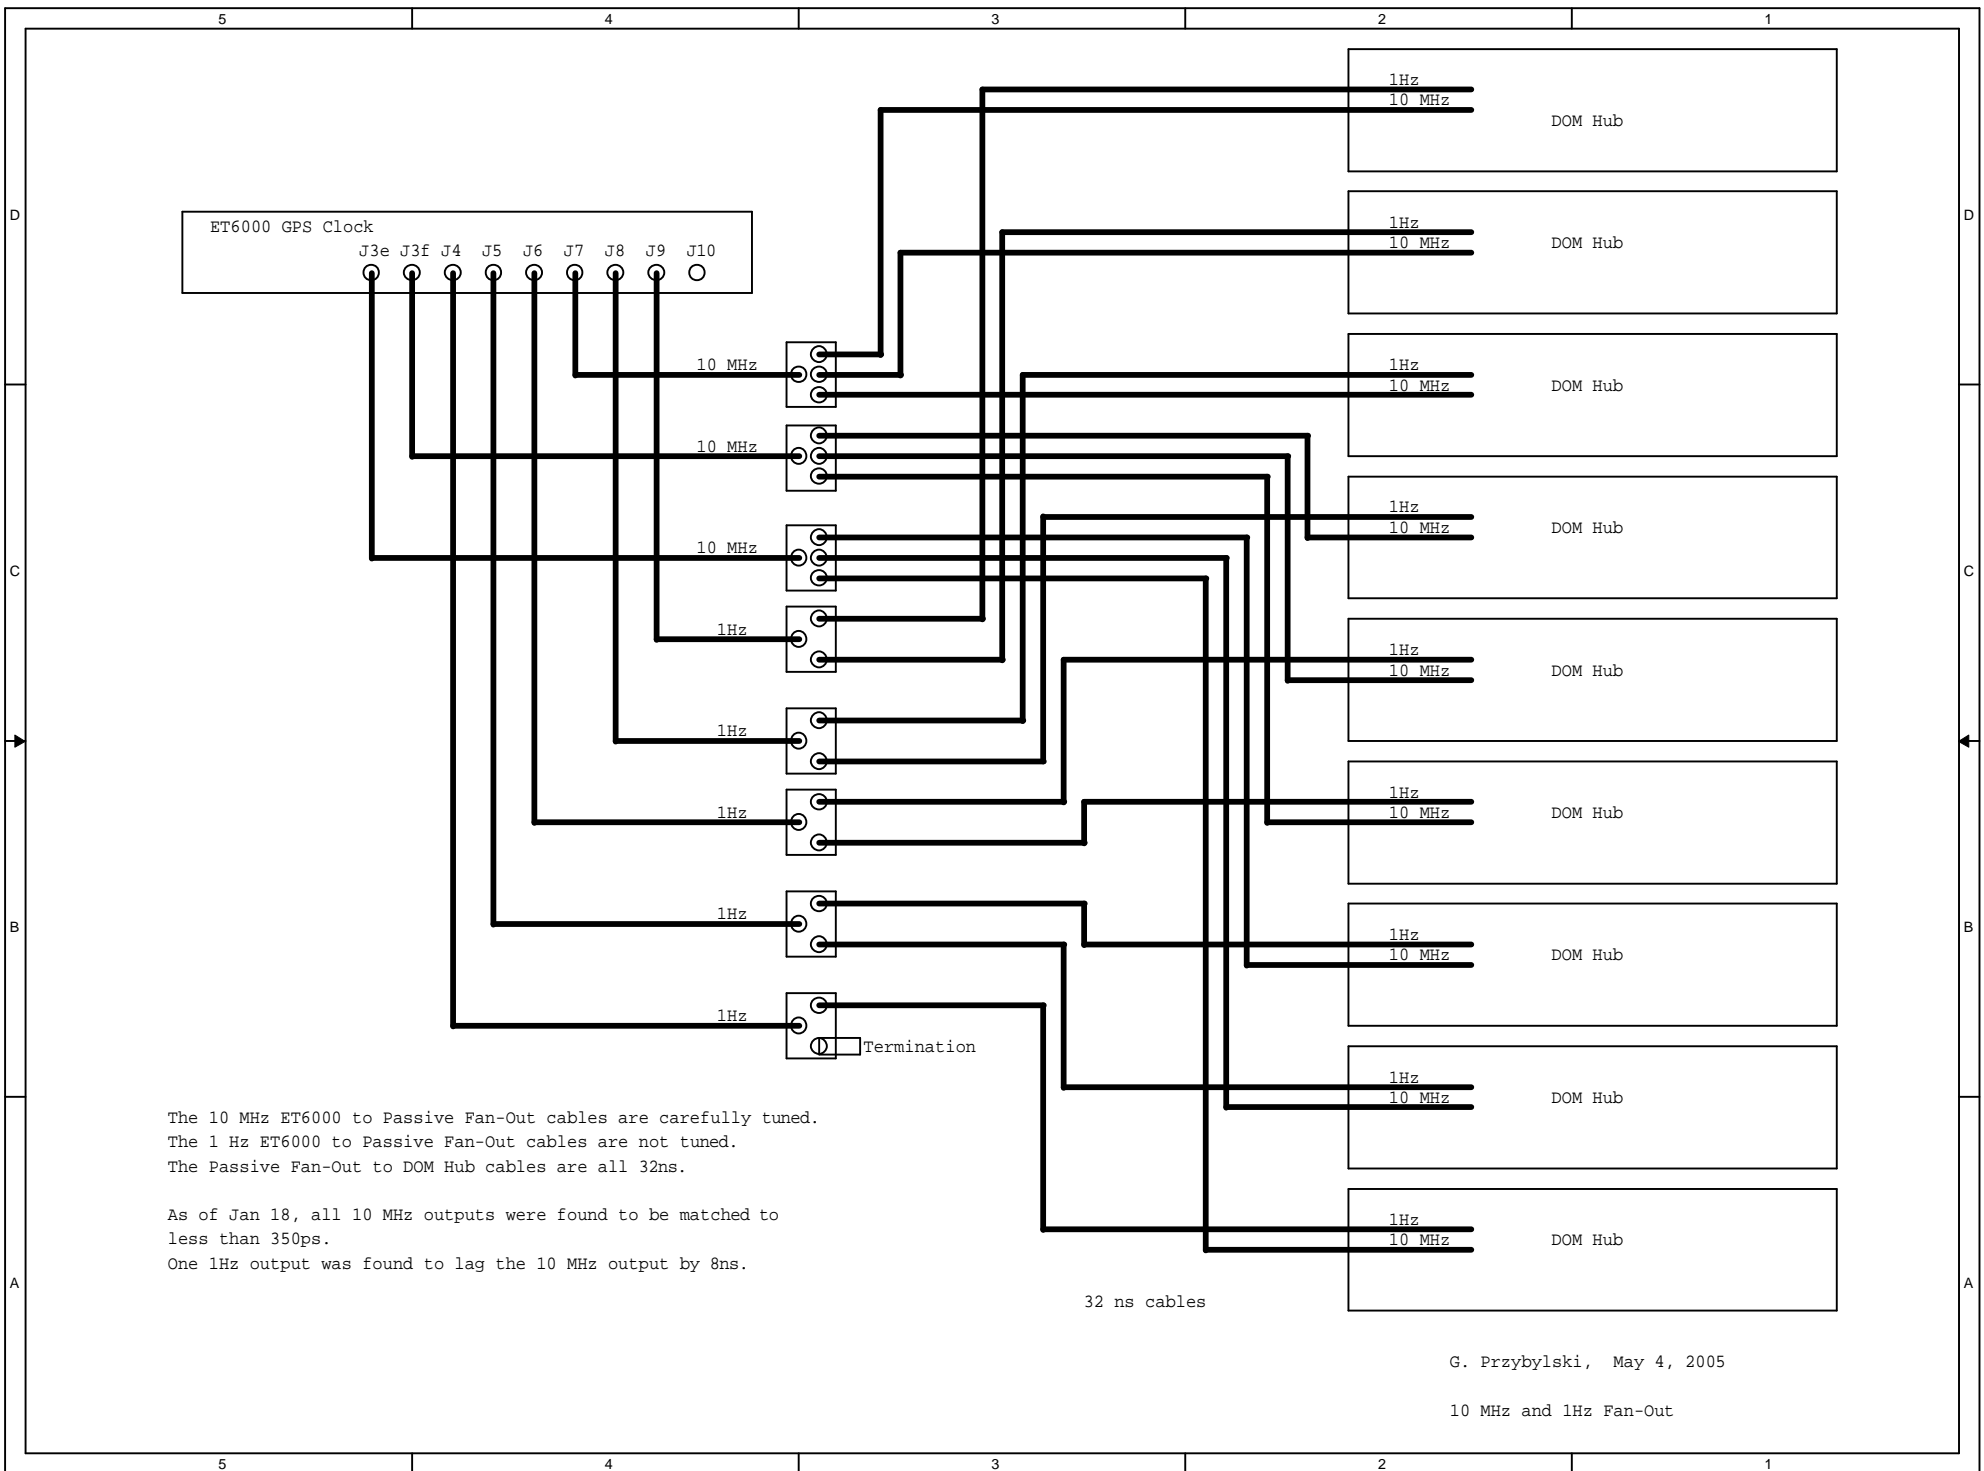 5 4 3 2 1
1Hz
10 MHz
DOM Hub
D
D
ET6000 GPS Clock
J3e J3f J4 J5 J6 J7 J8 J9 J10
1Hz
10 MHz
DOM Hub
10 MHz
1Hz
10 MHz
DOM Hub
10 MHz
1Hz
10 MHz
DOM Hub
10 MHz
C
C
1Hz
1Hz
10 MHz
DOM Hub
1Hz
1Hz
1Hz
10 MHz
DOM Hub
1Hz
B
B
1Hz
10 MHz
DOM Hub
1Hz
Termination
1Hz
10 MHz
DOM Hub
The 10 MHz ET6000 to Passive Fan-Out cables are carefully tuned.
The 1 Hz ET6000 to Passive Fan-Out cables are not tuned.
The Passive Fan-Out to DOM Hub cables are all 32ns.
As of Jan 18, all 10 MHz outputs were found to be matched to
less than 350ps.
One 1Hz output was found to lag the 10 MHz output by 8ns.
1Hz
10 MHz
DOM Hub
A
A
32 ns cables
G. Przybylski, May 4, 2005
10 MHz and 1Hz Fan-Out
5 4 3 2 1